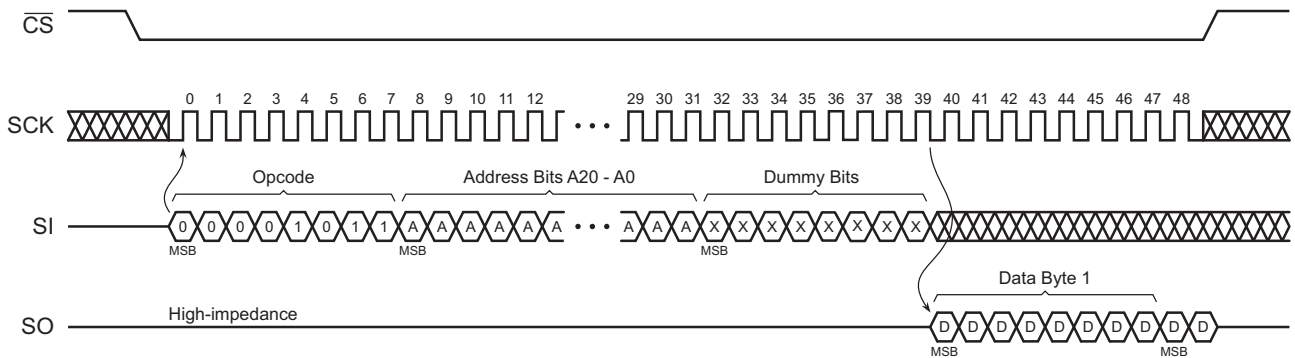 CS
0 1 2 3 4 5 6 7 8 9 10 11 12 29 30 31 32 33 34 35 36 37 38 39 40 41 42 43 44 45 46 47 48
SCK
Opcode Address Bits A20 - A0 Dummy Bits
SI 0 0 0 0 1 0 1 1 A A A A A A A A A X X X X X X X X
MSB MSB MSB
Data Byte 1
High-impedance
SO D D D D D D D D D D
MSB MSB